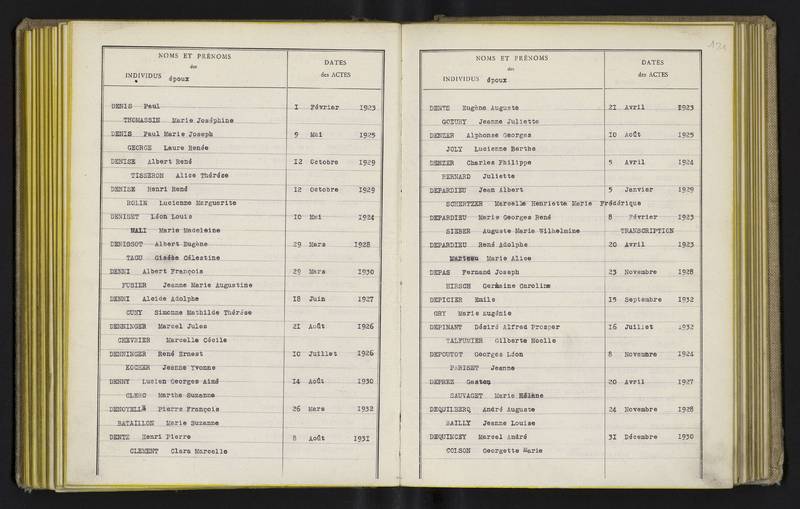 NOMS ET PRÉNOMS
des
INDIVIDUS époux
DATES
des ACTES
DENIS Paul 1 Février 1923
THOMASSIN Marie Joséphine
DENIS Paul Marie Joseph 9 Mai 1925
GEORGE Laure Renée
DENISE Albert René 12 Octobre 1929
TISSERON Alice Thérèse
DENISE Henri René 12 Octobre 1929
ROLIN Lucienne Marguerite
DENISET Léon Louis 10 Mai 1924
MALI Marie Madeleine
DENISSOT Albert Eugène 29 Mars 1928
TAGU Célestine
DENNI Albert François 29 Mars 1930
FUSIER Jeanne Marie Augustine
DENNI Alcide Adolphe 18 Juin 1927
CUNY Simonne Mathilde Thérèse
DENNINGER Marcel Jules 21 Août 1926
CHEVRIER Marcelle Cécile
DENNINGER René Ernest 10 Juillet 1926
KOCHER Jeanne Yvonne
DENNY Lucien Georges Aimé 14 Août 1930
CLERC Marthe Suzanne
DENOYELLE Pierre François 26 Mars 1932
BATAILLON Marie Suzanne
DENTZ Henri Pierre 8 Août 1931
CLEMENT Clara Marcelle
131
NOMS ET PRÉNOMS
des
INDIVIDUS époux
DATES
des ACTES
DENTZ Eugène Auguste 21 Avril 1923
Jeanne Juliette
DENZER Alphonse Georges 10 Août 1925
JOLY Lucienne Berthe
DENZER Charles Philippe 5 Avril 1924
BERNARD Juliette
DEPARDIEU Jean Albert 5 Janvier 1929
SCHERTZER Marcelle Henriette Marie Frédérique
DEPARDIEU Marie Georges René 8 Février 1923
SIEBER Auguste Marie Wilhelmine TRANSCRIPTION
DEPARDIEU René Adolphe 20 Avril 1923
Marteau Marie Alice
DEPAS Fernand Joseph 23 Novembre 1928
HIRSCH Germaine Caroline
DEPICIER Emile 15 Septembre 1932
GRY Marie Eugénie
DEPINANT Désiré Alfred Prosper 16 Juillet 1932
TALFUMIER Gilberte Noelle
DEPOUTOT Georges Léon 8 Novembre 1924
PARISET Jeanne
DEPREZ Gaston 20 Avril 1927
SAUVAGET Marie Hélène
DEQUILBERQ André Auguste 24 Novembre 1928
BAILLY Jeanne Louise
DEQUINCEY Marcel André 31 Décembre 1930
COLSON Georgette Marie